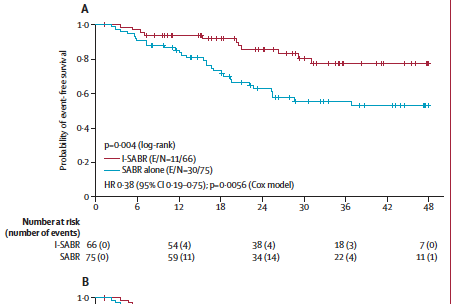 A
1·0
0·8
0·6
0·4
0·2
0
Probability of event-free survival
p=0·004 (log-rank)
I-SABR (E/N=11/66)
SABR alone (E/N=30/75)
HR 0·38 (95% CI 0·19–0·75); p=0·0056 (Cox model)
0 6 12 18 24 30 36 42 48
Number at risk
(number of events)
I-SABR 66 (0) 54 (4) 38 (4) 18 (3) 7 (0)
SABR 75 (0) 59 (11) 34 (14) 22 (4) 11 (1)
B
1·0